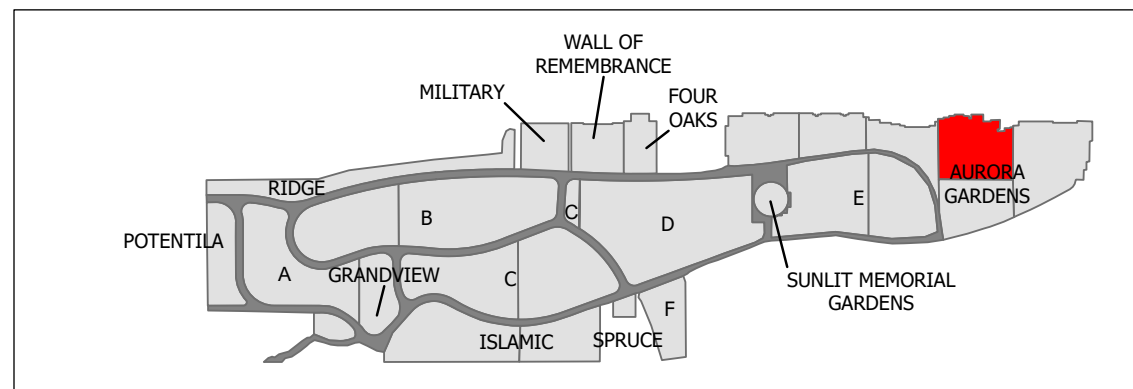 WALL OF
REMEMBRANCE
MILITARY
FOUR
OAKS
RIDGE
AURORA
GARDENS
POTENTILA
A
B
C
D
E
GRANDVIEW
C
SUNLIT MEMORIAL
GARDENS
ISLAMIC
SPRUCE
F